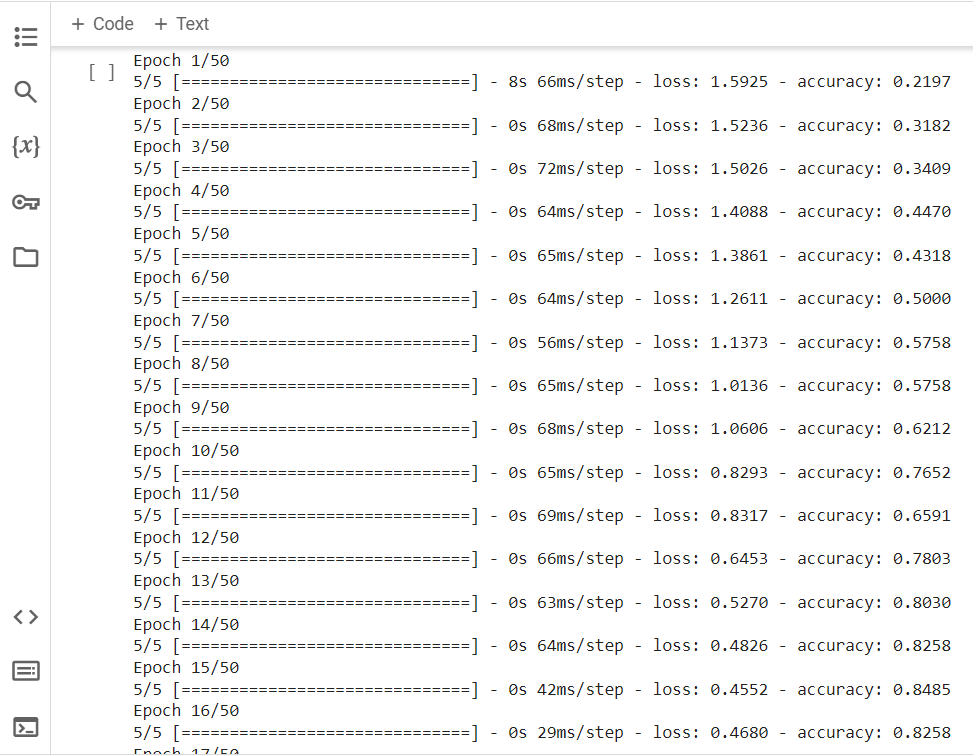 + Code + Text
[ ]
Epoch 1/50
5/5 [==============================] - 8s 66ms/step - loss: 1.5925 - accuracy: 0.2197
Epoch 2/50
5/5 [==============================] - 0s 68ms/step - loss: 1.5236 - accuracy: 0.3182
Epoch 3/50
5/5 [==============================] - 0s 72ms/step - loss: 1.5026 - accuracy: 0.3409
Epoch 4/50
5/5 [==============================] - 0s 64ms/step - loss: 1.4088 - accuracy: 0.4470
Epoch 5/50
5/5 [==============================] - 0s 65ms/step - loss: 1.3861 - accuracy: 0.4318
Epoch 6/50
5/5 [==============================] - 0s 64ms/step - loss: 1.2611 - accuracy: 0.5000
Epoch 7/50
5/5 [==============================] - 0s 56ms/step - loss: 1.1373 - accuracy: 0.5758
Epoch 8/50
5/5 [==============================] - 0s 65ms/step - loss: 1.0136 - accuracy: 0.5758
Epoch 9/50
5/5 [==============================] - 0s 68ms/step - loss: 1.0606 - accuracy: 0.6212
Epoch 10/50
5/5 [==============================] - 0s 65ms/step - loss: 0.8293 - accuracy: 0.7652
Epoch 11/50
5/5 [==============================] - 0s 69ms/step - loss: 0.8317 - accuracy: 0.6591
Epoch 12/50
5/5 [==============================] - 0s 66ms/step - loss: 0.6453 - accuracy: 0.7803
Epoch 13/50
5/5 [==============================] - 0s 63ms/step - loss: 0.5270 - accuracy: 0.8030
Epoch 14/50
5/5 [==============================] - 0s 64ms/step - loss: 0.4826 - accuracy: 0.8258
Epoch 15/50
5/5 [==============================] - 0s 42ms/step - loss: 0.4552 - accuracy: 0.8485
Epoch 16/50
5/5 [==============================] - 0s 29ms/step - loss: 0.4680 - accuracy: 0.8258
Epoch 17/50